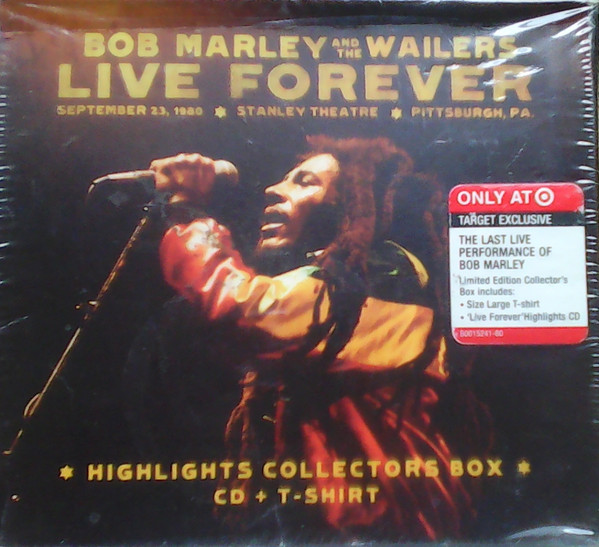 BOB MARLEY AND THE WAILERS
LIVE FOREVER
SEPTEMBER 23, 1980 ✶ STANLEY THEATRE ✶ PITTSBURGH, PA.
ONLY AT
TARGET EXCLUSIVE
THE LAST LIVE
PERFORMANCE OF
BOB MARLEY
Limited Edition Collector's
Box includes:
• Size Large T-shirt
• 'Live Forever' Highlights CD
B0015241-80
✶ HIGHLIGHTS COLLECTORS BOX ✶
CD + T-SHIRT